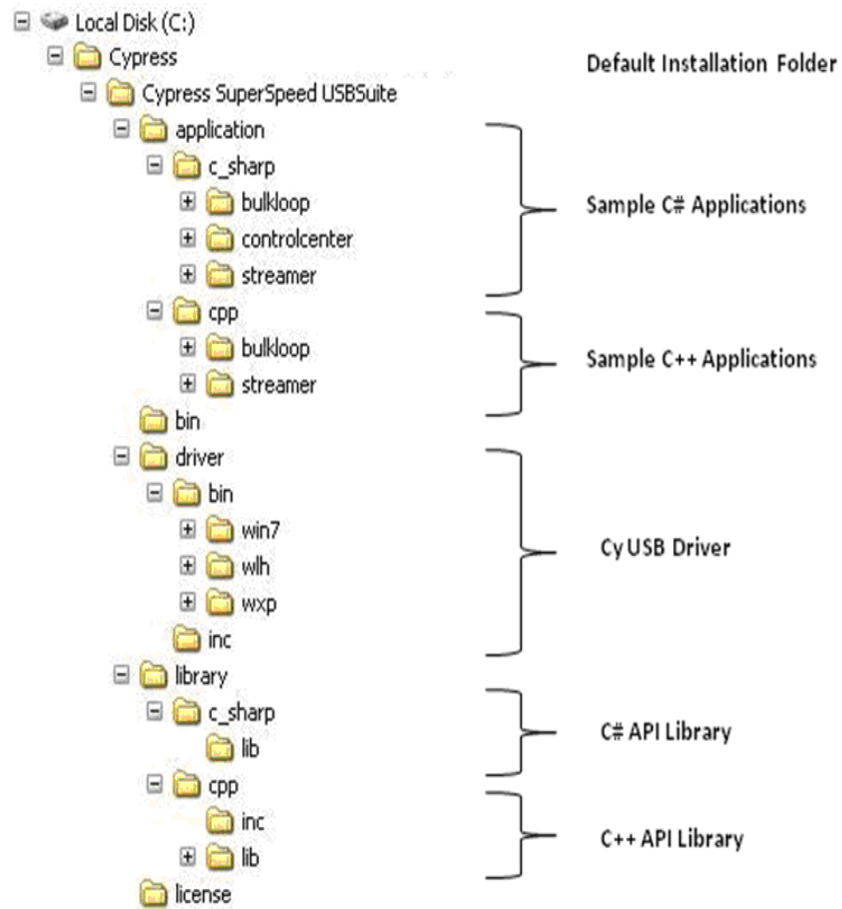 Local Disk (C:)
Cypress
Default Installation Folder
Cypress SuperSpeed USBSuite
application
c_sharp
bulkloop
Sample C# Applications
controlcenter
streamer
cpp
bulkloop
Sample C++ Applications
streamer
bin
driver
bin
win7
Cy USB Driver
wlh
wxp
inc
library
c_sharp
C# API Library
lib
cpp
inc
C++ API Library
lib
license